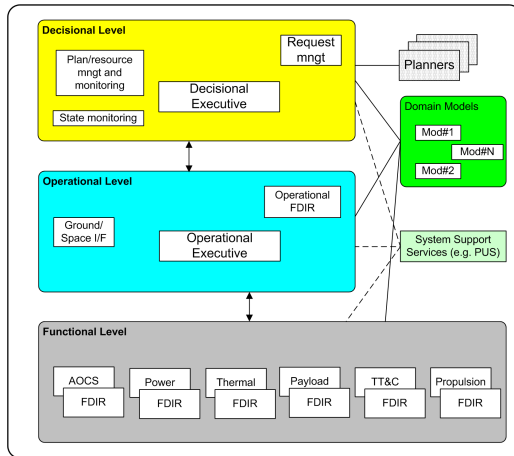 Decisional Level
Request
mngt
Plan/resource
mngt and
monitoring
Decisional
Executive
State monitoring
Planners
Domain Models
Mod#1
Mod#N
Mod#2
Operational Level
Operational
FDIR
Ground/
Space I/F
Operational
Executive
System Support
Services (e.g. PUS)
Functional Level
AOCS
FDIR
Power
FDIR
Thermal
FDIR
Payload
FDIR
TT&C
FDIR
Propulsion
FDIR